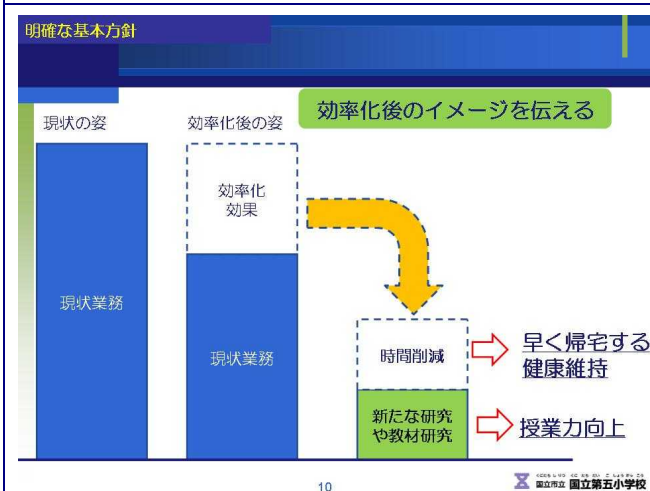 明確な基本方針
効率化後のイメージを伝える
現状の姿
効率化後の姿
効率化
効果
現状業務
現状業務
時間削減
新たな研究
や教材研究
早く帰宅する
健康維持
授業力向上
10
国立市立 国立第五小学校